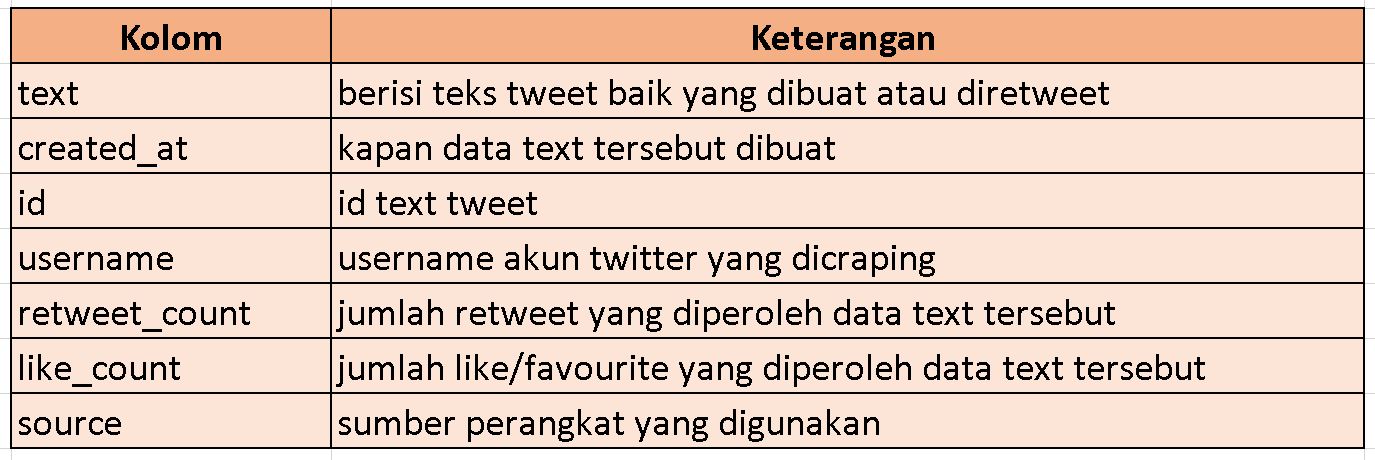 Kolom Keterangan
text berisi teks tweet baik yang dibuat atau diretweet
created_at kapan data text tersebut dibuat
id id text tweet
username username akun twitter yang dicraping
retweet_count jumlah retweet yang diperoleh data text tersebut
like_count jumlah like/favourite yang diperoleh data text tersebut
source sumber perangkat yang digunakan